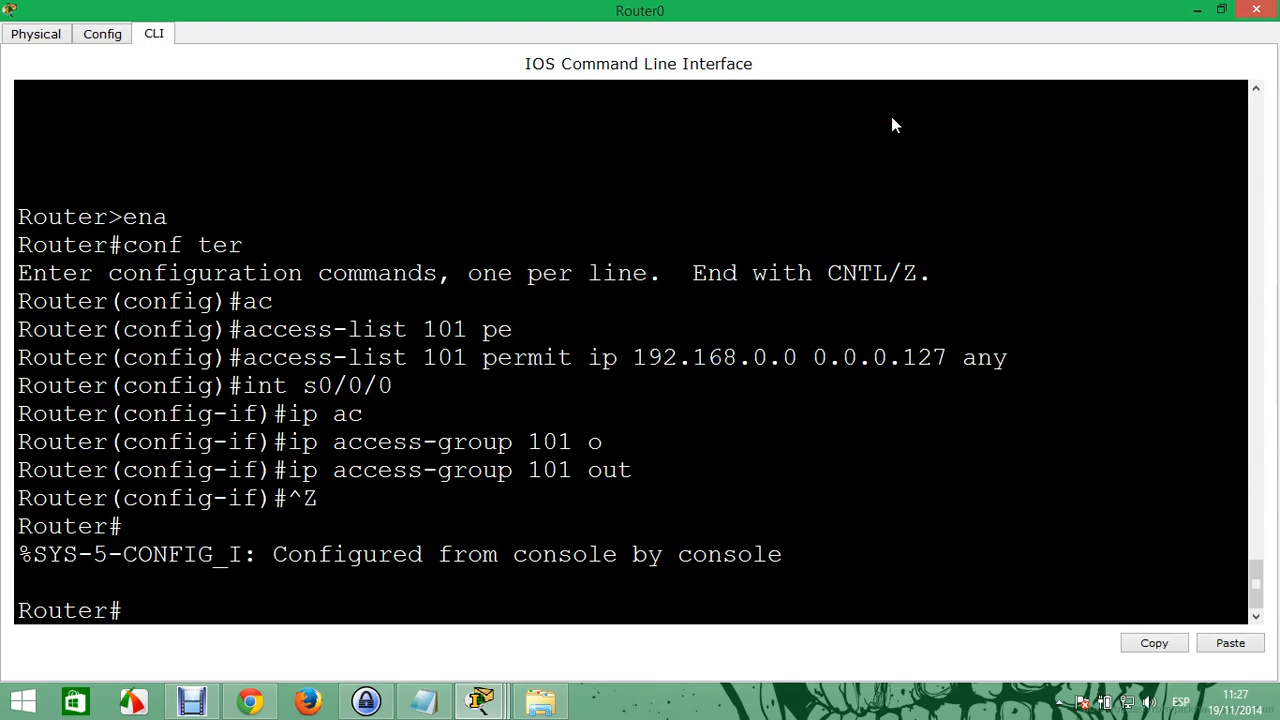 Router0
Physical Config CLI
IOS Command Line Interface
Router>ena
Router#conf ter
Enter configuration commands, one per line.  End with CNTL/Z.
Router(config)#ac
Router(config)#access-list 101 pe
Router(config)#access-list 101 permit ip 192.168.0.0 0.0.0.127 any
Router(config)#int s0/0/0
Router(config-if)#ip ac
Router(config-if)#ip access-group 101 o
Router(config-if)#ip access-group 101 out
Router(config-if)#^Z
Router#
%SYS-5-CONFIG_I: Configured from console by console
Router#
Copy Paste
ESP
11:27
19/11/2014